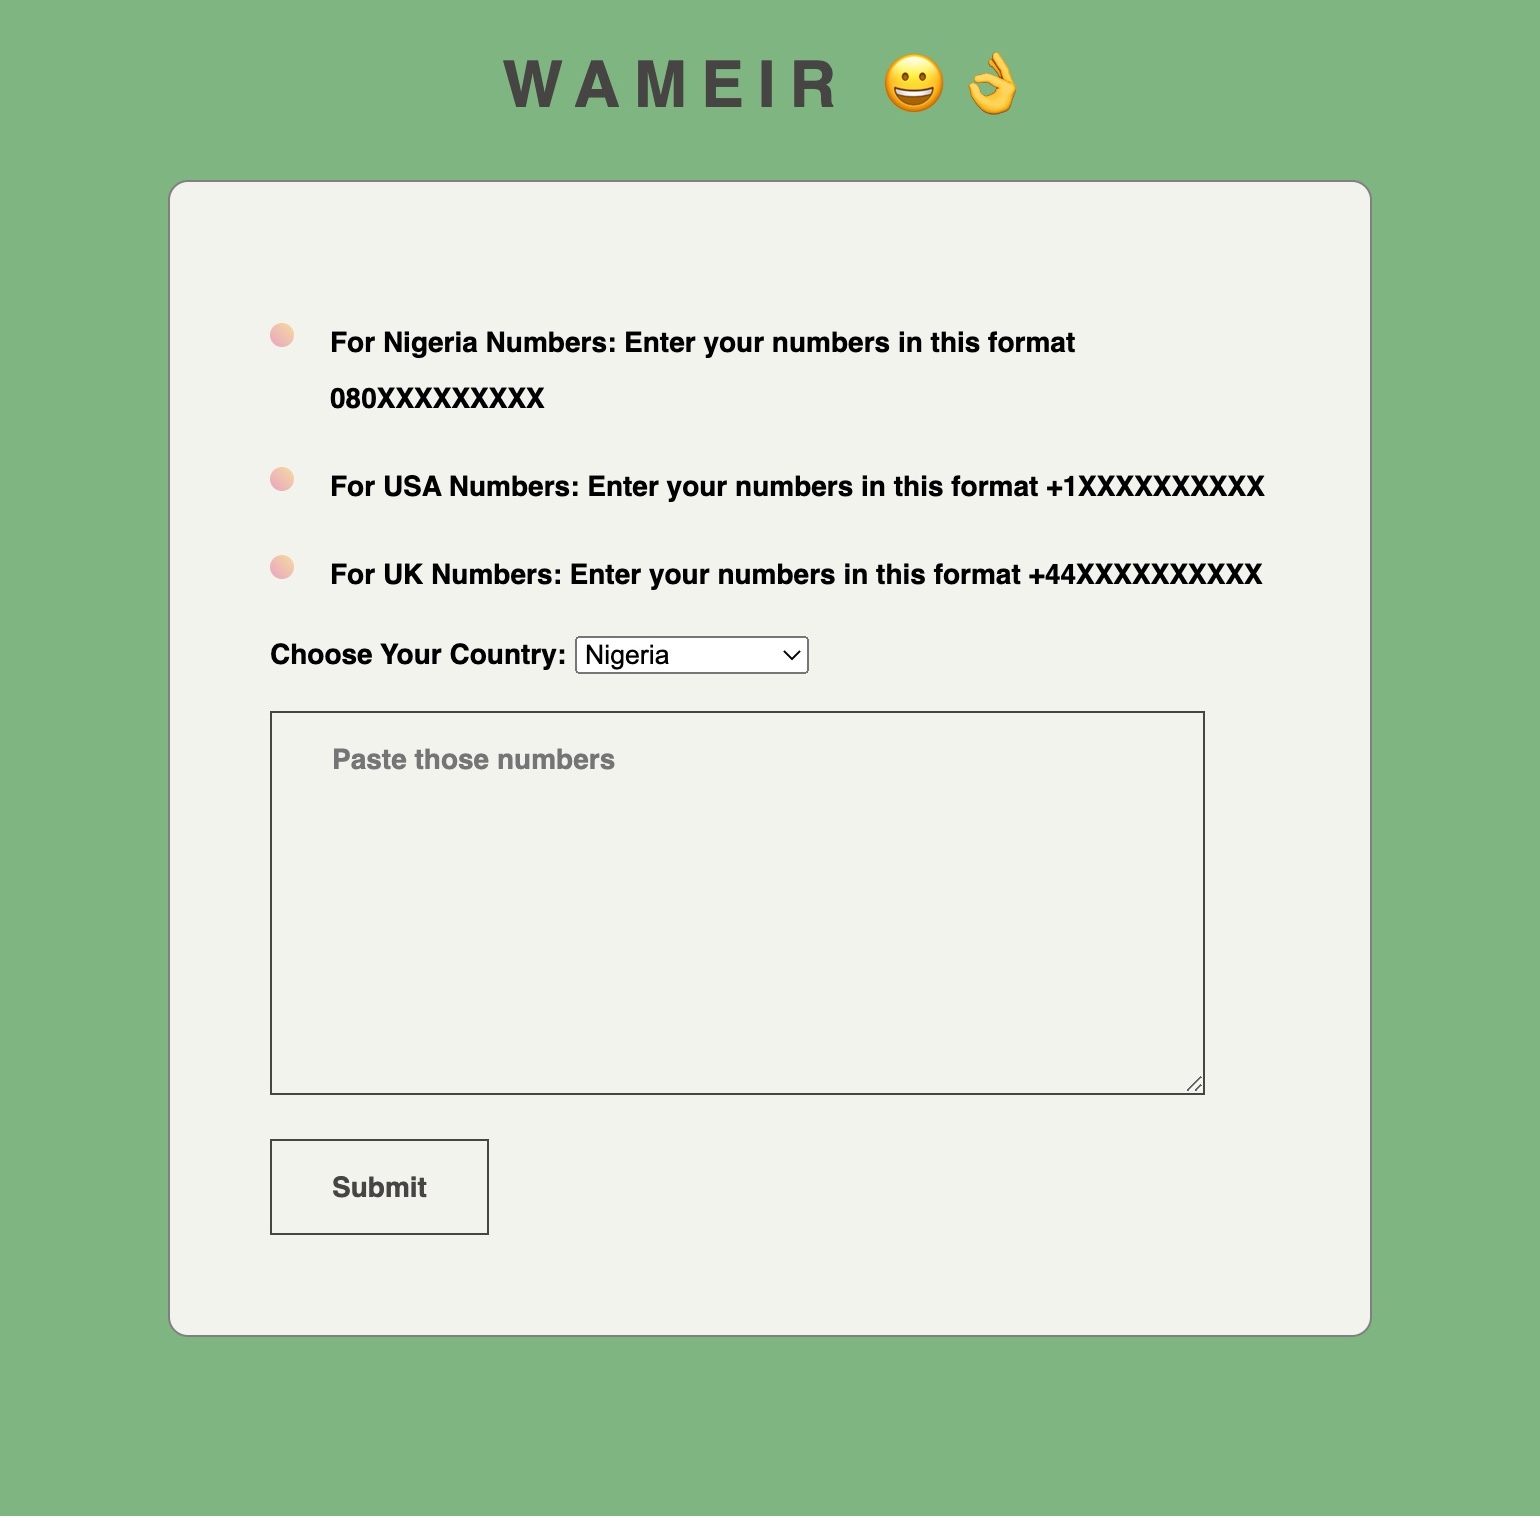 WAMEIR 😀👌
For Nigeria Numbers: Enter your numbers in this format
080XXXXXXXXX
For USA Numbers: Enter your numbers in this format +1XXXXXXXXXX
For UK Numbers: Enter your numbers in this format +44XXXXXXXXXX
Choose Your Country: Nigeria
Paste those numbers
Submit